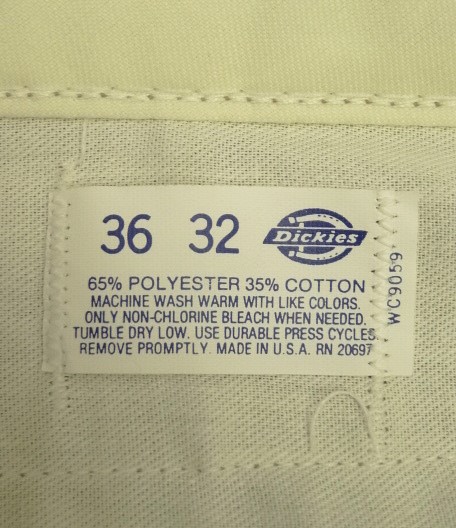 36 32 Dickies
65% POLYESTER 35% COTTON
MACHINE WASH WARM WITH LIKE COLORS.
ONLY NON-CHLORINE BLEACH WHEN NEEDED.
TUMBLE DRY LOW. USE DURABLE PRESS CYCLES.
REMOVE PROMPTLY. MADE IN U.S.A. RN 20697
WC9059